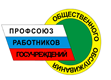 ПРОФСОЮЗ
РАБОТНИКОВ
ГОСУЧРЕЖДЕНИЙ
ОБЩЕСТВЕННОГО ОБСЛУЖИВАНИЯ